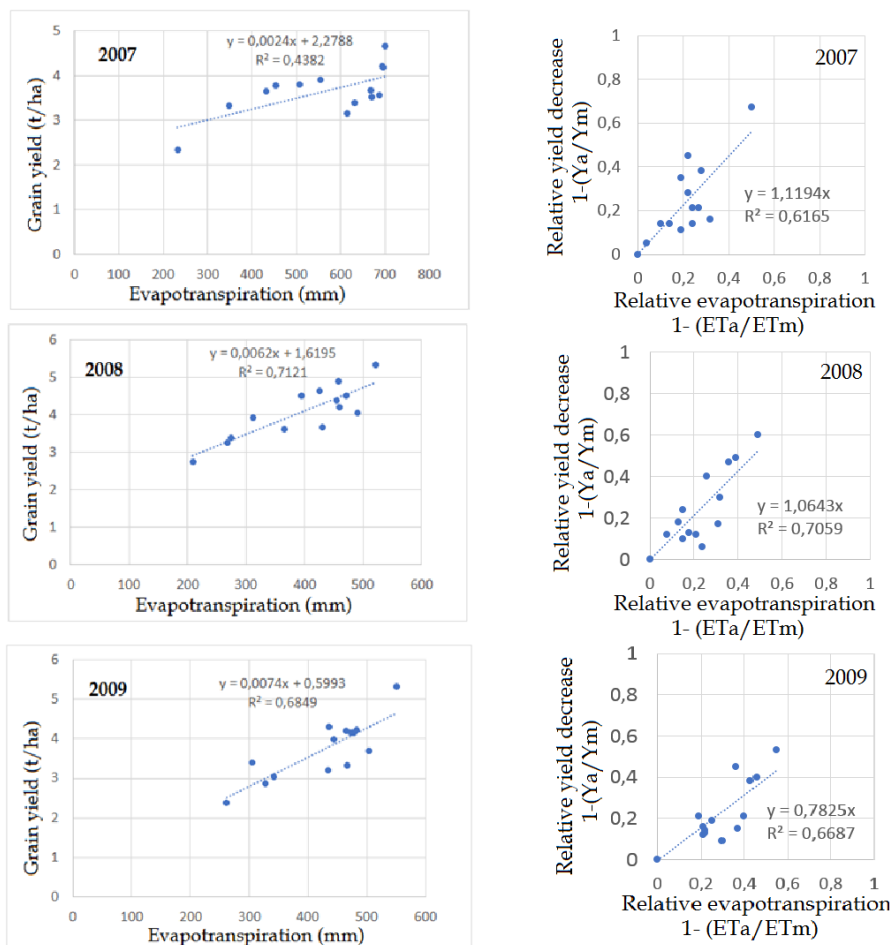 2007
y = 0,0024x + 2,2788
R² = 0,4382
Grain yield (t/ha)
5
4
3
2
1
0
0 100 200 300 400 500 600 700 800
Evapotranspiration (mm)
2007
Relative yield decrease
1-(Ya/Ym)
1
0,8
0,6
0,4
0,2
0
y = 1,1194x
R² = 0,6165
0 0,2 0,4 0,6 0,8 1
Relative evapotranspiration
1- (ETa/ETm)
2008
y = 0,0062x + 1,6195
R² = 0,7121
Grain yield (t/ha)
6
5
4
3
2
1
0
0 100 200 300 400 500 600
Evapotranspiration (mm)
2008
Relative yield decrease
1-(Ya/Ym)
1
0,8
0,6
0,4
0,2
0
y = 1,0643x
R² = 0,7059
0 0,2 0,4 0,6 0,8 1
Relative evapotranspiration
1- (ETa/ETm)
2009
y = 0,0074x + 0,5993
R² = 0,6849
Grain yield (t/ha)
6
5
4
3
2
1
0
0 100 200 300 400 500 600
Evapotranspiration (mm)
2009
Relative yield decrease
1-(Ya/Ym)
1
0,8
0,6
0,4
0,2
0
y = 0,7825x
R² = 0,6687
0 0,2 0,4 0,6 0,8 1
Relative evapotranspiration
1- (ETa/ETm)